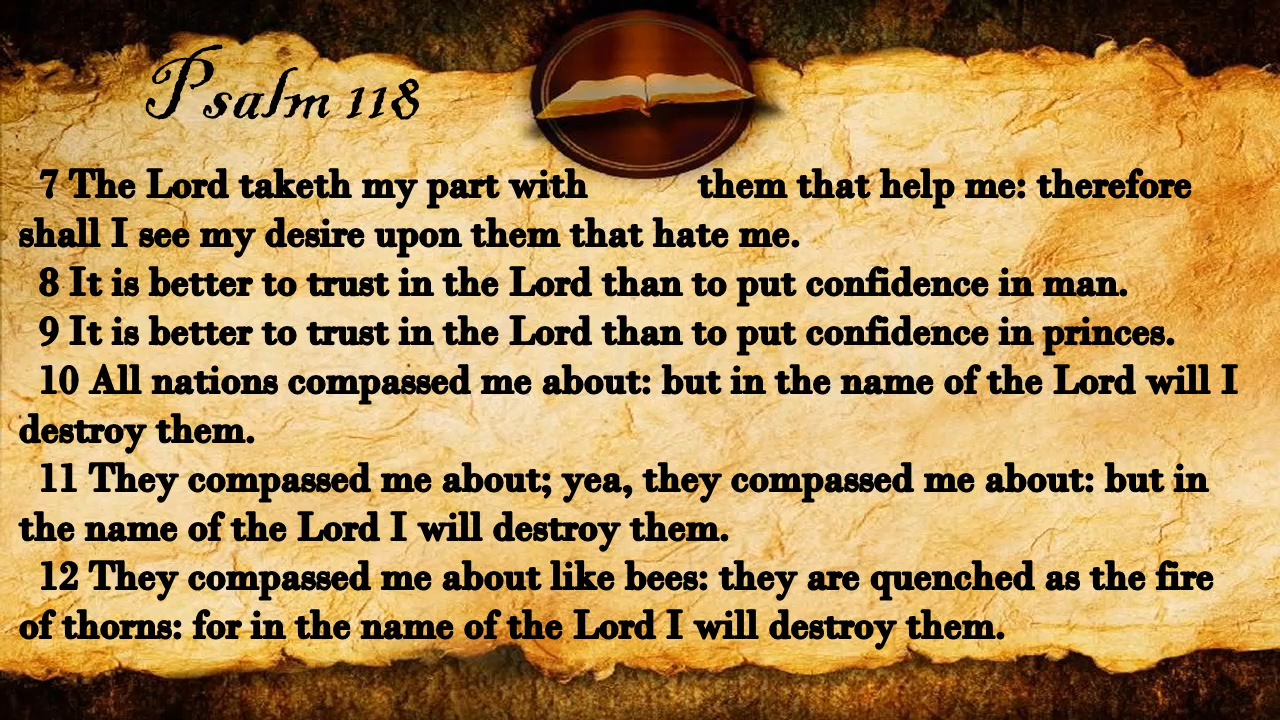 Psalm 118
7 The Lord taketh my part with them that help me: therefore
shall I see my desire upon them that hate me.
8 It is better to trust in the Lord than to put confidence in man.
9 It is better to trust in the Lord than to put confidence in princes.
10 All nations compassed me about: but in the name of the Lord will I
destroy them.
11 They compassed me about; yea, they compassed me about: but in
the name of the Lord I will destroy them.
12 They compassed me about like bees: they are quenched as the fire
of thorns: for in the name of the Lord I will destroy them.